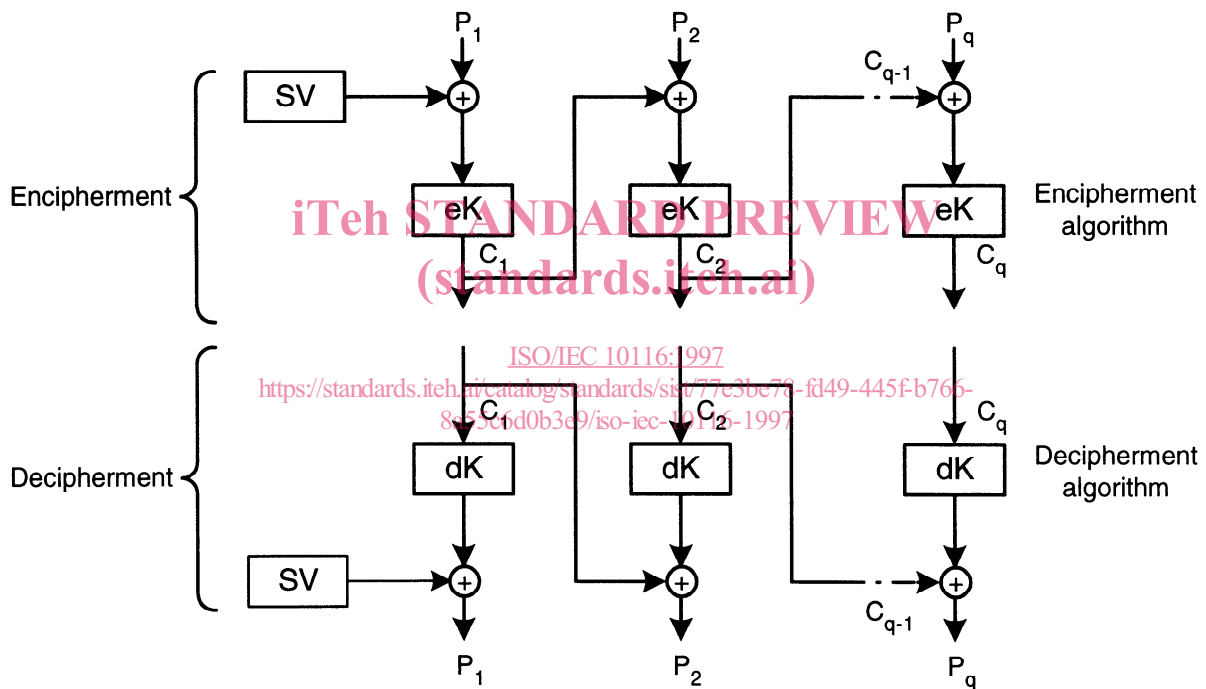 P1
P2
Pq
Cq-1
SV
Encipherment
eK
eK
eK
Encipherment
algorithm
iTeh STANDARD PREVIEW
C1
C2
Cq
(standards.iteh.ai)
ISO/IEC 10116:1997
https://standards.iteh.ai/catalog/standards/sist/77e3be78-fd49-445f-b766-
8a55c6d0b3e9/iso-iec-10116-1997
C1
C2
Cq
Decipherment
dK
dK
dK
Decipherment
algorithm
SV
Cq-1
P1
P2
Pq